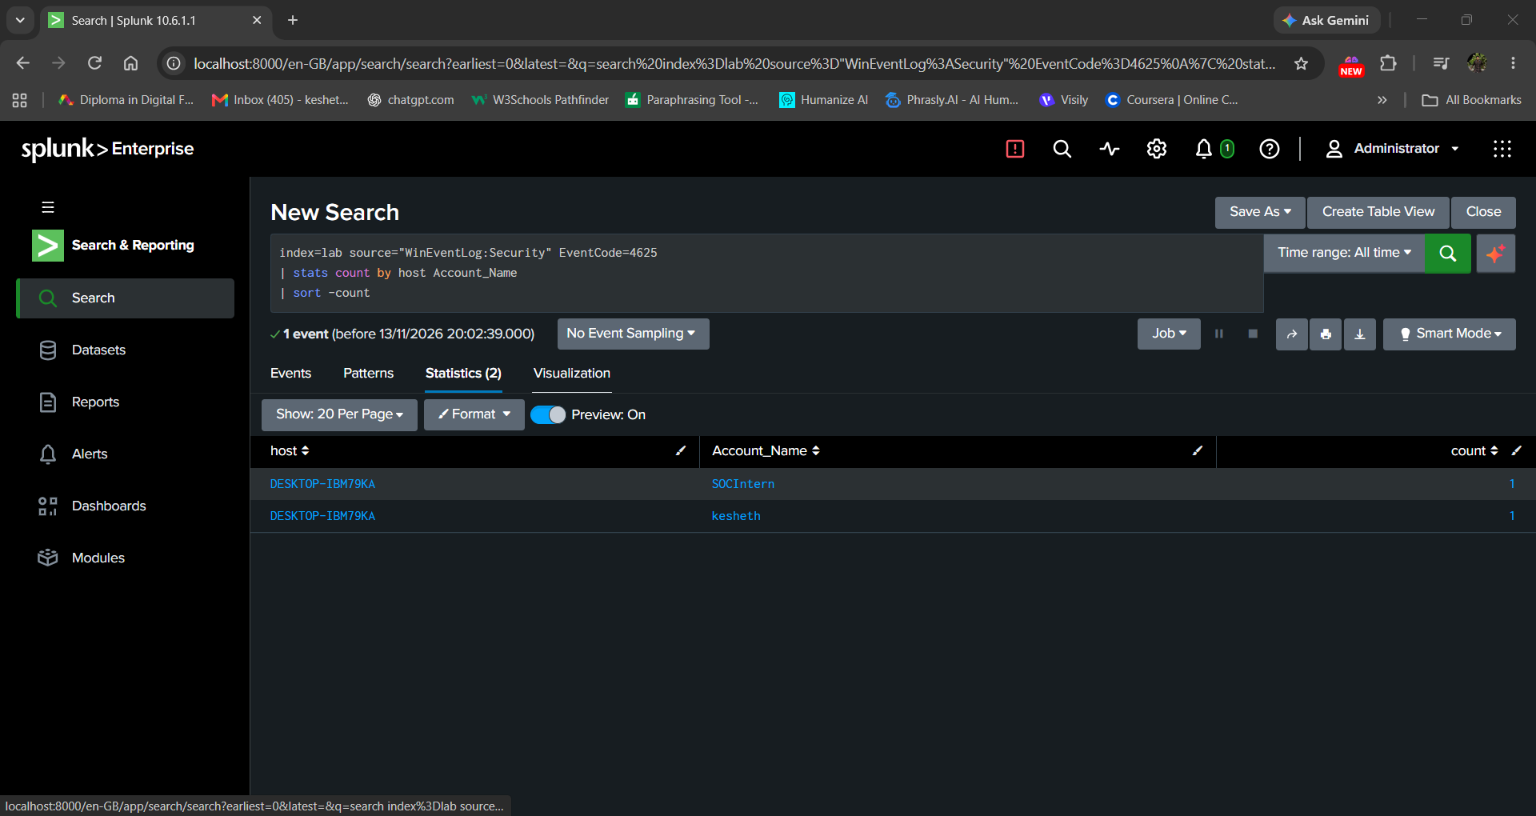 Search | Splunk 10.6.1.1
Ask Gemini
localhost:8000/en-GB/app/search/search?earliest=0&latest=&q=search%20index%3Dlab%20source%3D"WinEventLog%3ASecurity"%20EventCode%3D4625%0A%7C%20stat...
NEW
Diploma in Digital F...
Inbox (405) - keshet...
chatgpt.com
W3Schools Pathfinder
Paraphrasing Tool -...
Humanize AI
Phrasly.AI - AI Hum...
Visily
Coursera | Online C...
»
All Bookmarks
splunk> Enterprise
1
Administrator
Search & Reporting
Search
Datasets
Reports
Alerts
Dashboards
Modules
New Search
Save As
Create Table View
Close
index=lab source="WinEventLog:Security" EventCode=4625
| stats count by host Account_Name
| sort -count
Time range: All time
1 event (before 13/11/2026 20:02:39.000)
No Event Sampling
Job
Smart Mode
Events
Patterns
Statistics (2)
Visualization
Show: 20 Per Page
Format
Preview: On
host
Account_Name
count
DESKTOP-IBM79KA SOCIntern 1
DESKTOP-IBM79KA kesheth 1
localhost:8000/en-GB/app/search/search?earliest=0&latest=&q=search index%3Dlab source...